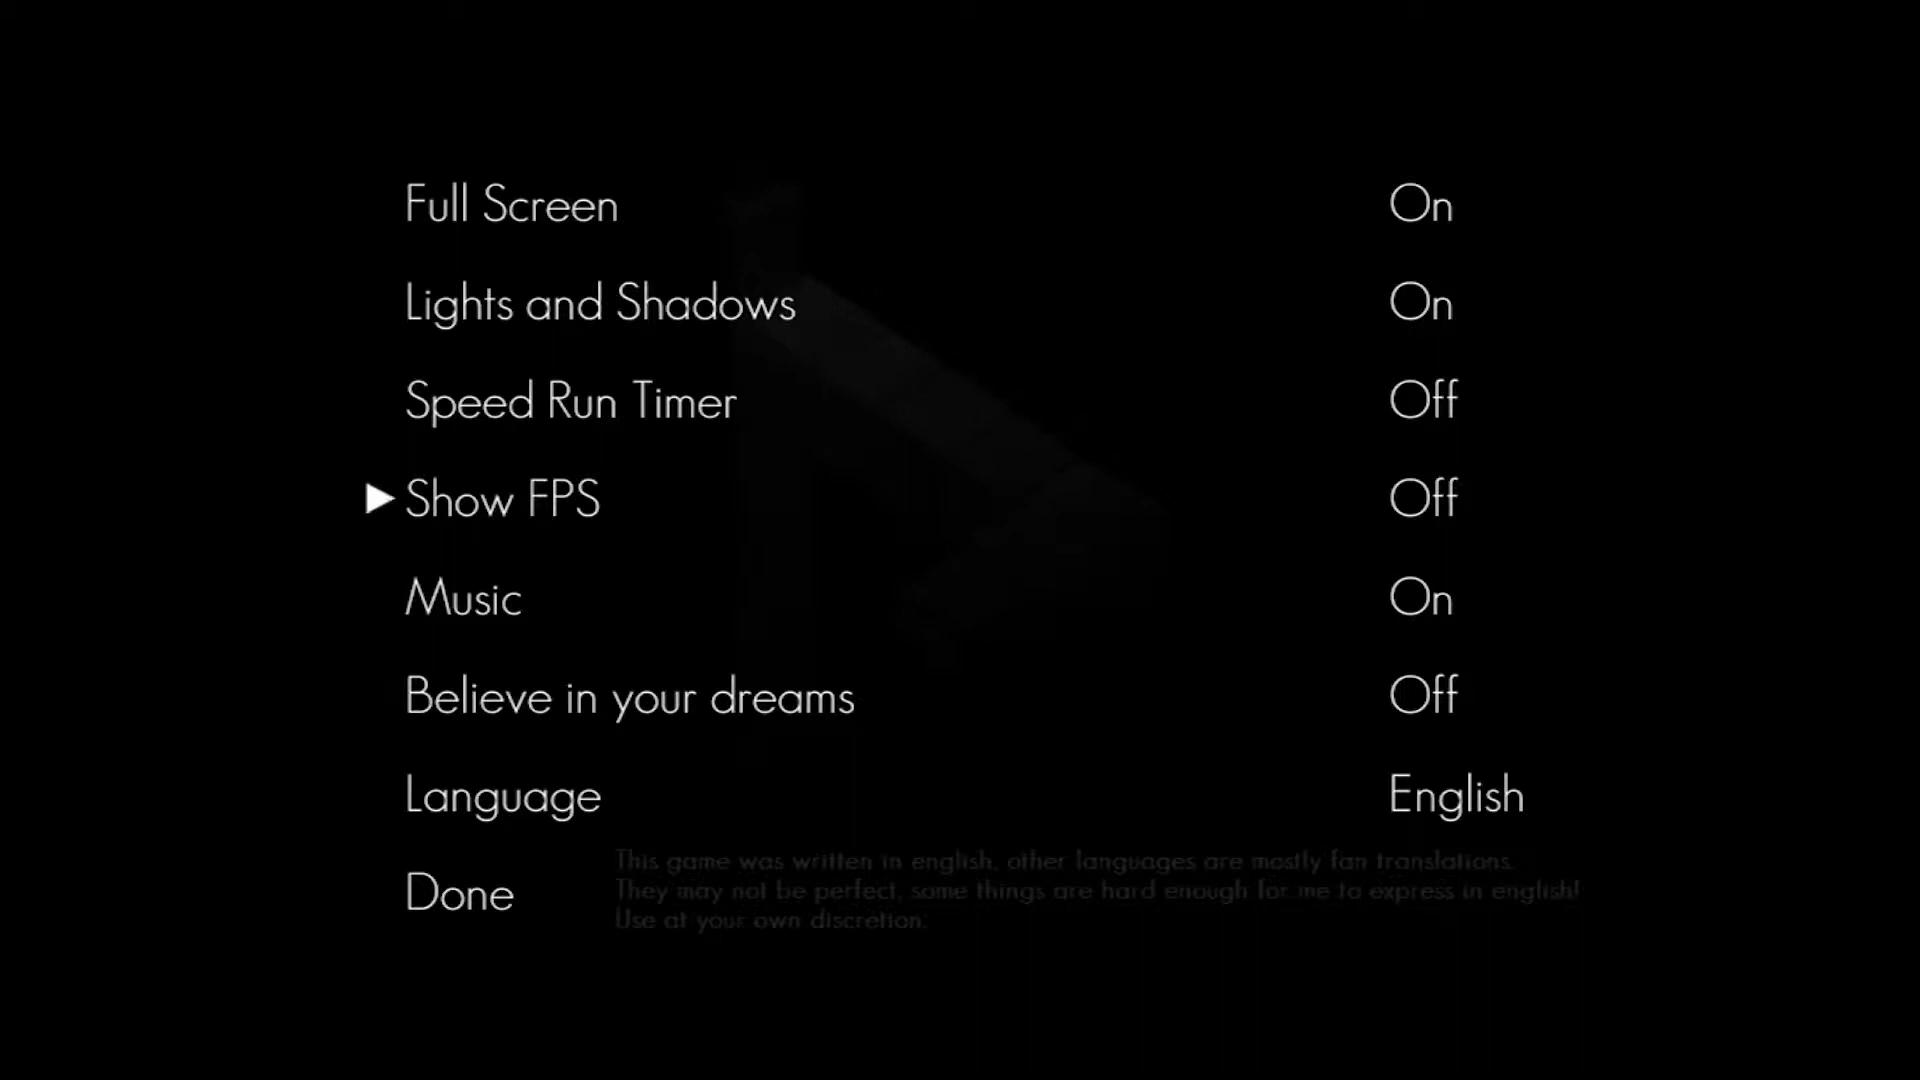 Full Screen On
Lights and Shadows On
Speed Run Timer Off
Show FPS Off
Music On
Believe in your dreams Off
Language English
This game was written in english, other languages are mostly fan translations.
Done They may not be perfect, some things are hard enough for me to express in english!
Use at your own discretion.